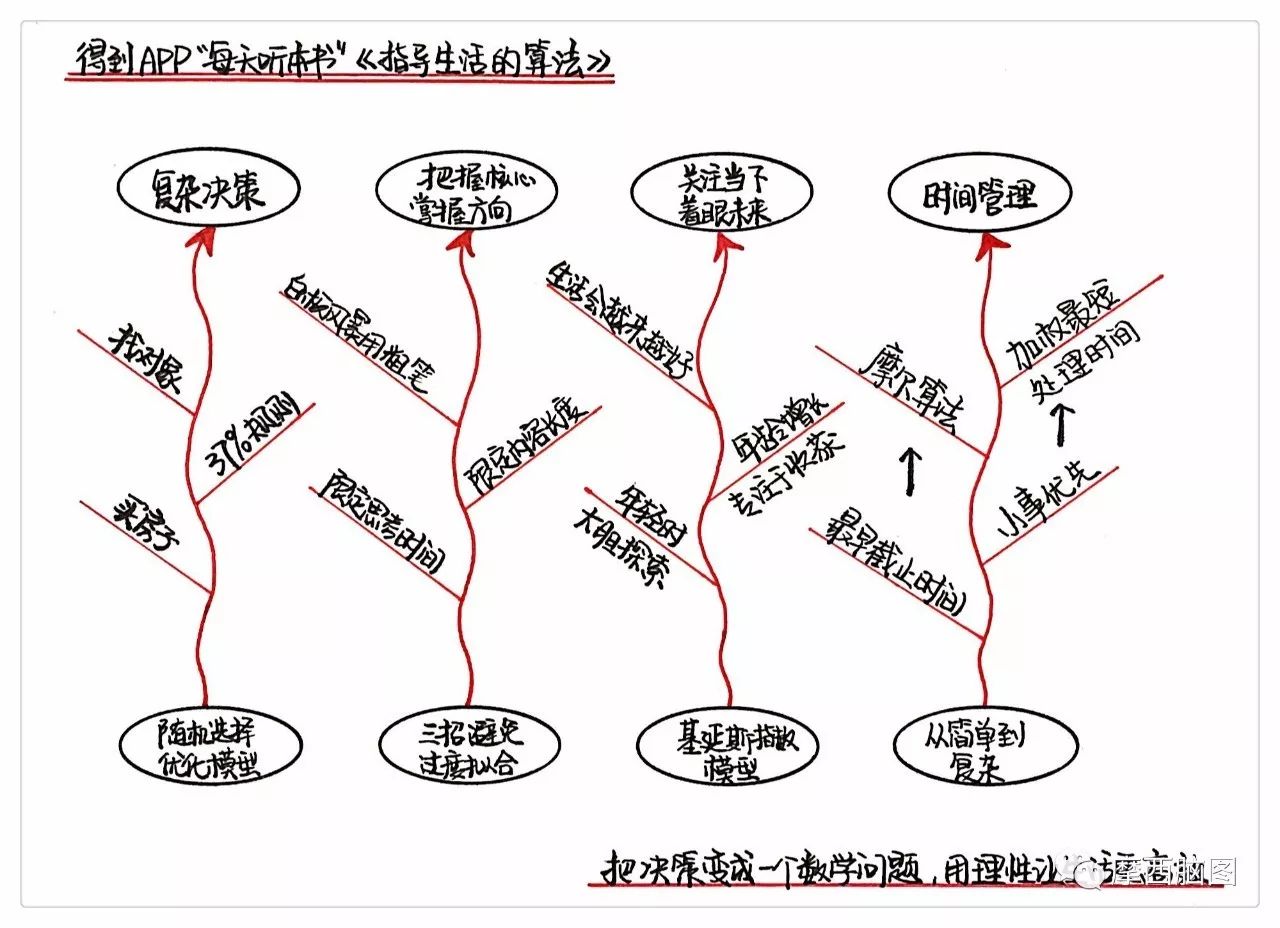 得到APP“每天听本书”《指导生活的算法》
复杂决策
找对象
37%规则
买房子
随机选择
优化模型
把握核心
掌握方向
白板风暴用粗笔
限定内容长度
限定思考时间
三招避免
过度拟合
关注当下
着眼未来
生活会越来越好
年龄增长
专注于收获
年轻时
大胆探索
基延斯指数
模型
时间管理
加权最短
处理时间
摩尔算法
小事优先
最早截止时间
从简单到
复杂
把决策变成一个数学问题，用理性让
摩西脑图